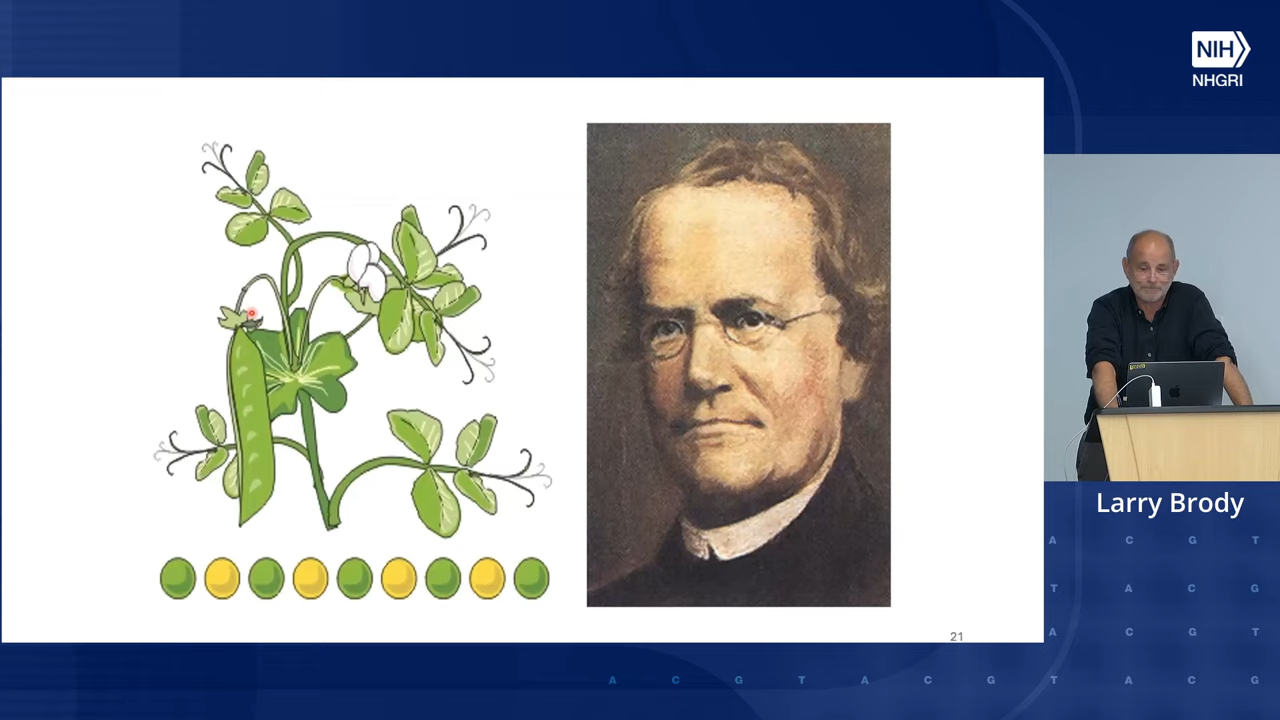 NIH
NHGRI
21
Larry Brody
A C G T
T A C G
A C G T
A C G T A C G T A C G